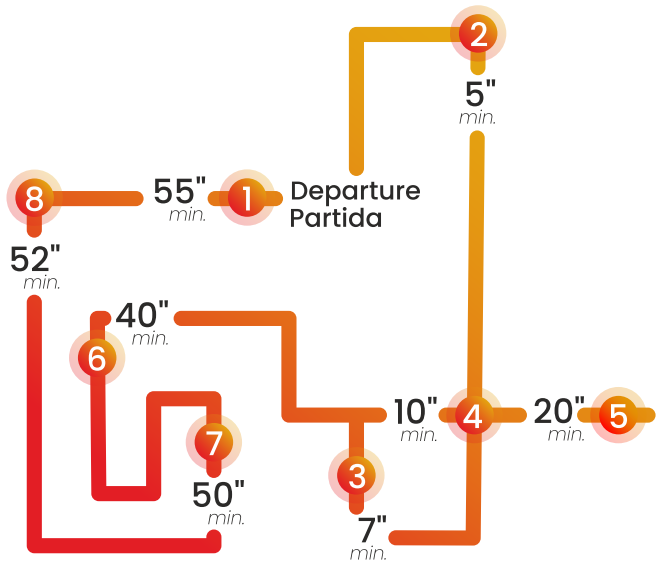 2
5"
min.
8
55"
min.
1
Departure
Partida
52"
min.
40"
min.
6
10"
min.
4
20"
min.
5
7
3
50"
min.
7"
min.